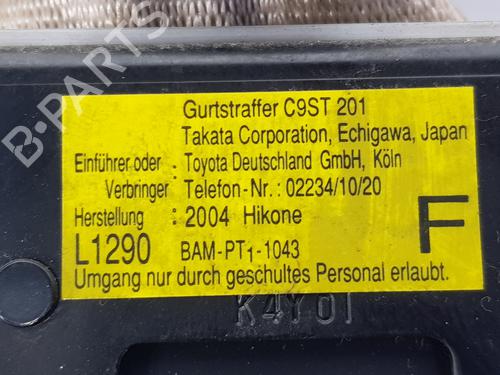 Gurtstraffer C9ST 201
Takata Corporation, Echigawa, Japan
Einführer oder : Toyota Deutschland GmbH, Köln
Verbringer Telefon-Nr.: 02234/10/20
Herstellung : 2004 Hikone
L1290 BAM-PT1-1043
F
Umgang nur durch geschultes Personal erlaubt.
K4Y01
B-PARTS